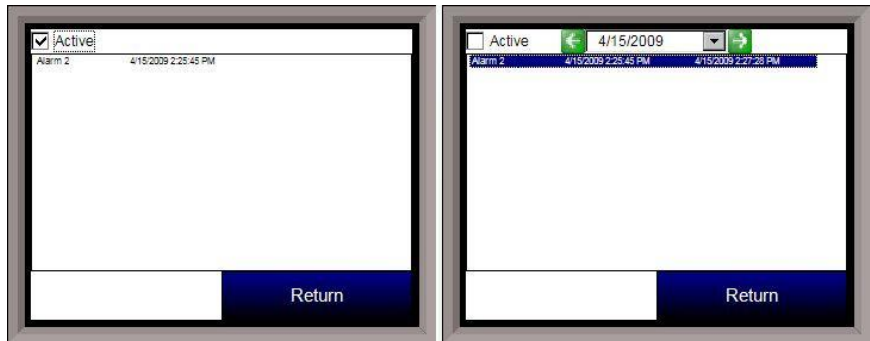 Active
Alarm 2 4/15/2009 2:25:45 PM
Return
Active 4/15/2009
Alarm 2 4/15/2009 2:25:45 PM 4/15/2009 2:27:28 PM
Return